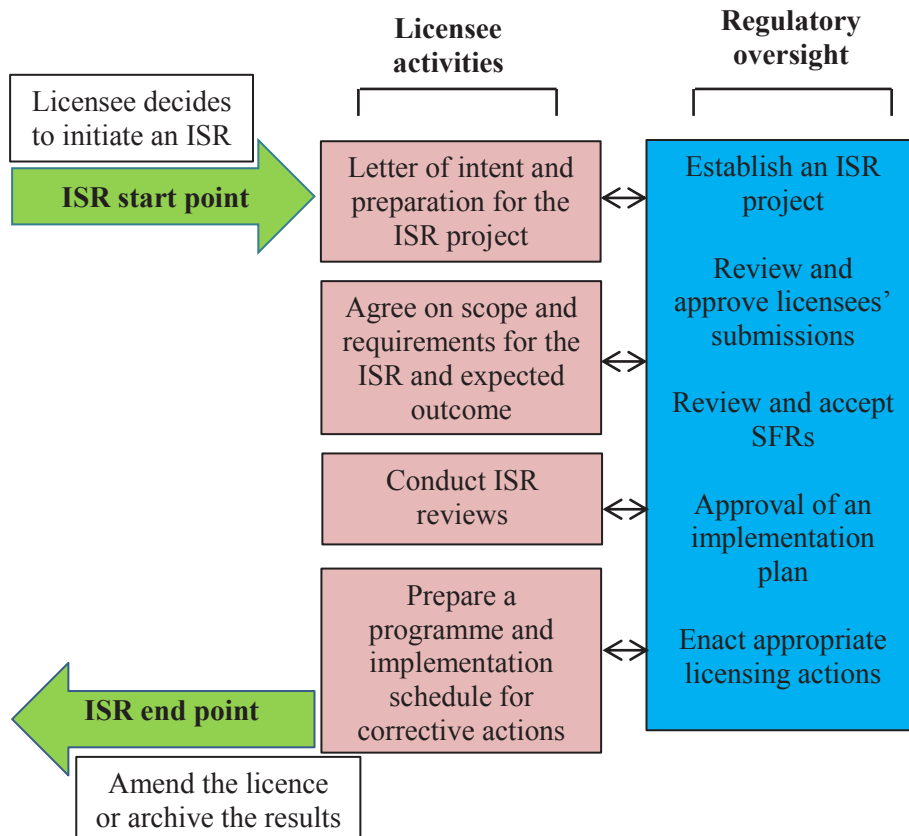 Licensee
activities
Regulatory
oversight
Licensee decides
to initiate an ISR
ISR start point
Letter of intent and
preparation for the
ISR project
Agree on scope and
requirements for the
ISR and expected
outcome
Conduct ISR
reviews
Prepare a
programme and
implementation
schedule for
corrective actions
Establish an ISR
project
Review and
approve licensees’
submissions
Review and accept
SFRs
Approval of an
implementation
plan
Enact appropriate
licensing actions
ISR end point
Amend the licence
or archive the results